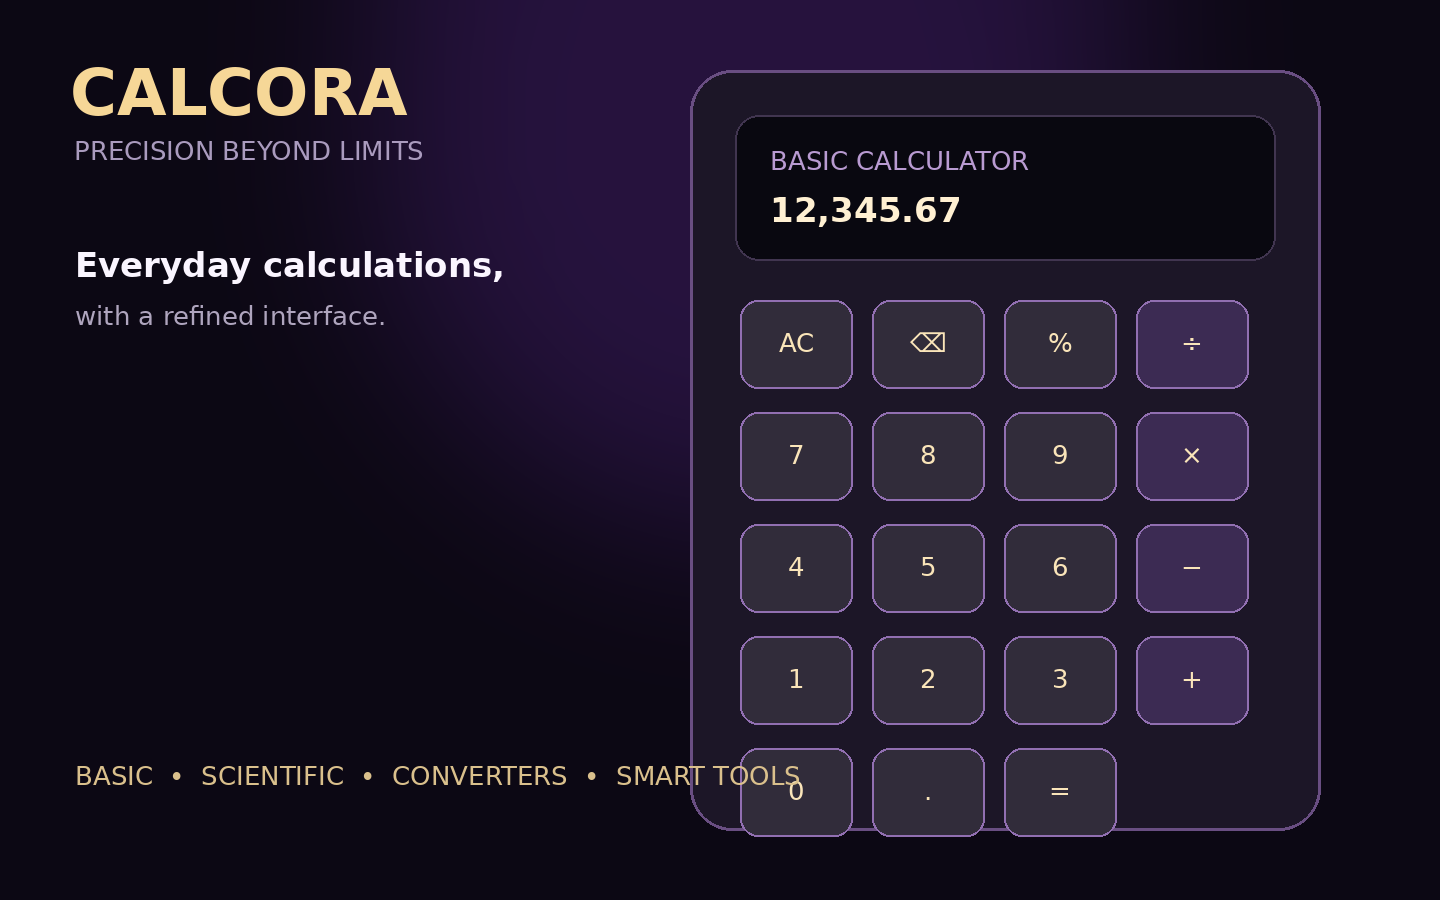 CALCORA
PRECISION BEYOND LIMITS
Everyday calculations,
with a refined interface.
BASIC • SCIENTIFIC • CONVERTERS • SMART TOOLS
BASIC CALCULATOR
12,345.67
AC ⌫ % ÷
7 8 9 ×
4 5 6 −
1 2 3 +
0 . =